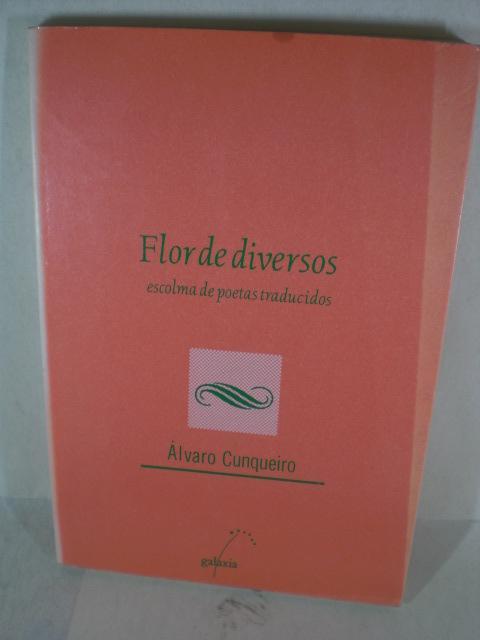 Flor de diversos
escolma de poetas traducidos
Álvaro Cunqueiro
galaxia